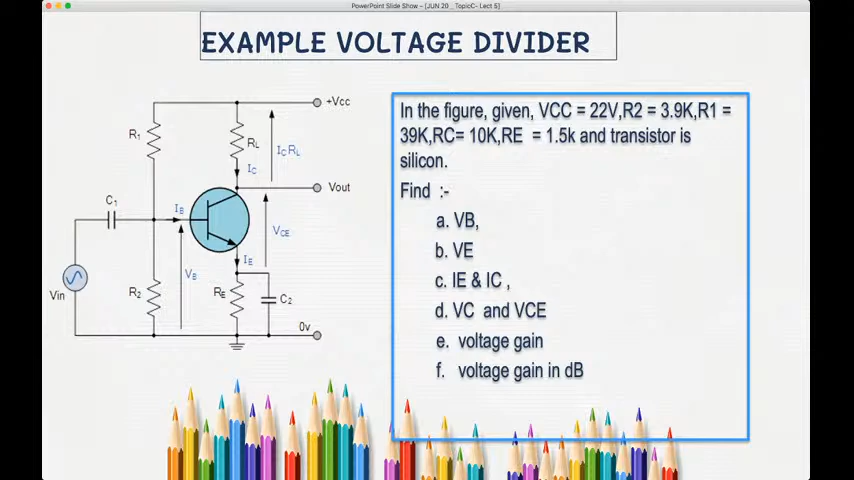 PowerPoint Slide Show – [JUN 20 _ TopicC- Lect 5]
EXAMPLE VOLTAGE DIVIDER
+Vcc
R1
RL
IC RL
IC
Vout
C1
IB
VCE
VB
IE
Vin
R2
RE
C2
0v
In the figure, given, VCC = 22V,R2 = 3.9K,R1 =
39K,RC= 10K,RE = 1.5k and transistor is
silicon.
Find :-
a. VB,
b. VE
c. IE & IC ,
d. VC and VCE
e. voltage gain
f. voltage gain in dB